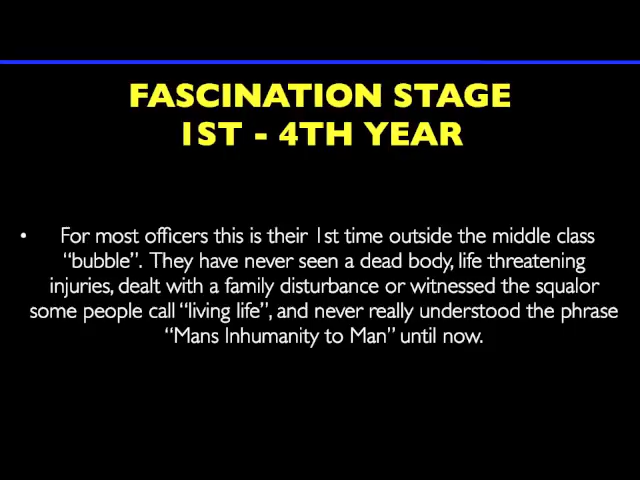 FASCINATION STAGE
1ST - 4TH YEAR
• For most officers this is their 1st time outside the middle class
“bubble”. They have never seen a dead body, life threatening
injuries, dealt with a family disturbance or witnessed the squalor
some people call “living life”, and never really understood the phrase
“Mans Inhumanity to Man” until now.